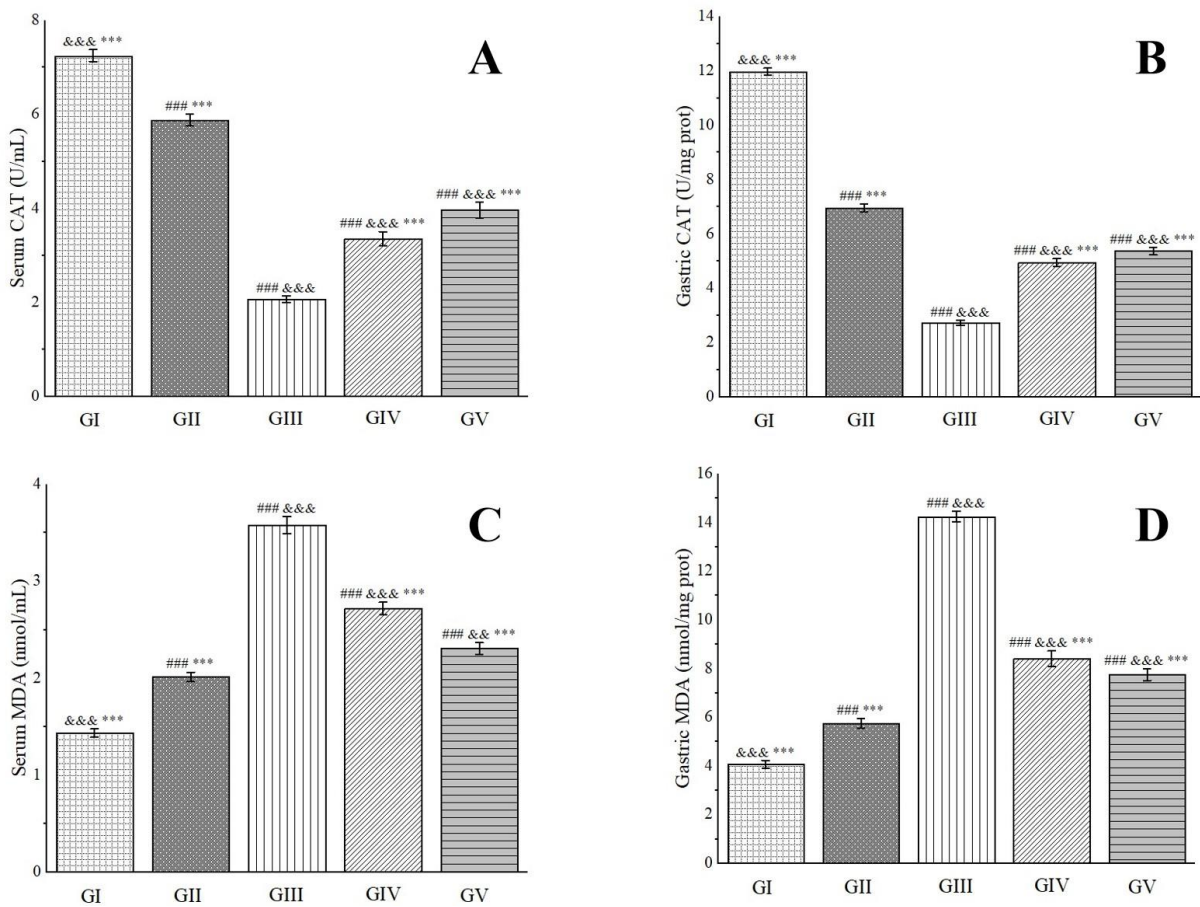 A
Serum CAT (U/mL)
8
6
4
2
0
&&& ***
### ***
### &&&
### &&& ***
### &&& ***
GI GII GIII GIV GV
B
Gastric CAT (U/mg prot)
14
12
10
8
6
4
2
0
&&& ***
### ***
### &&&
### &&& ***
### &&& ***
GI GII GIII GIV GV
C
Serum MDA (nmol/mL)
4
3
2
1
0
&&& ***
### ***
### &&&
### &&& ***
### && ***
GI GII GIII GIV GV
D
Gastric MDA (nmol/mg prot)
16
14
12
10
8
6
4
2
0
&&& ***
### ***
### &&&
### &&& ***
### &&& ***
GI GII GIII GIV GV